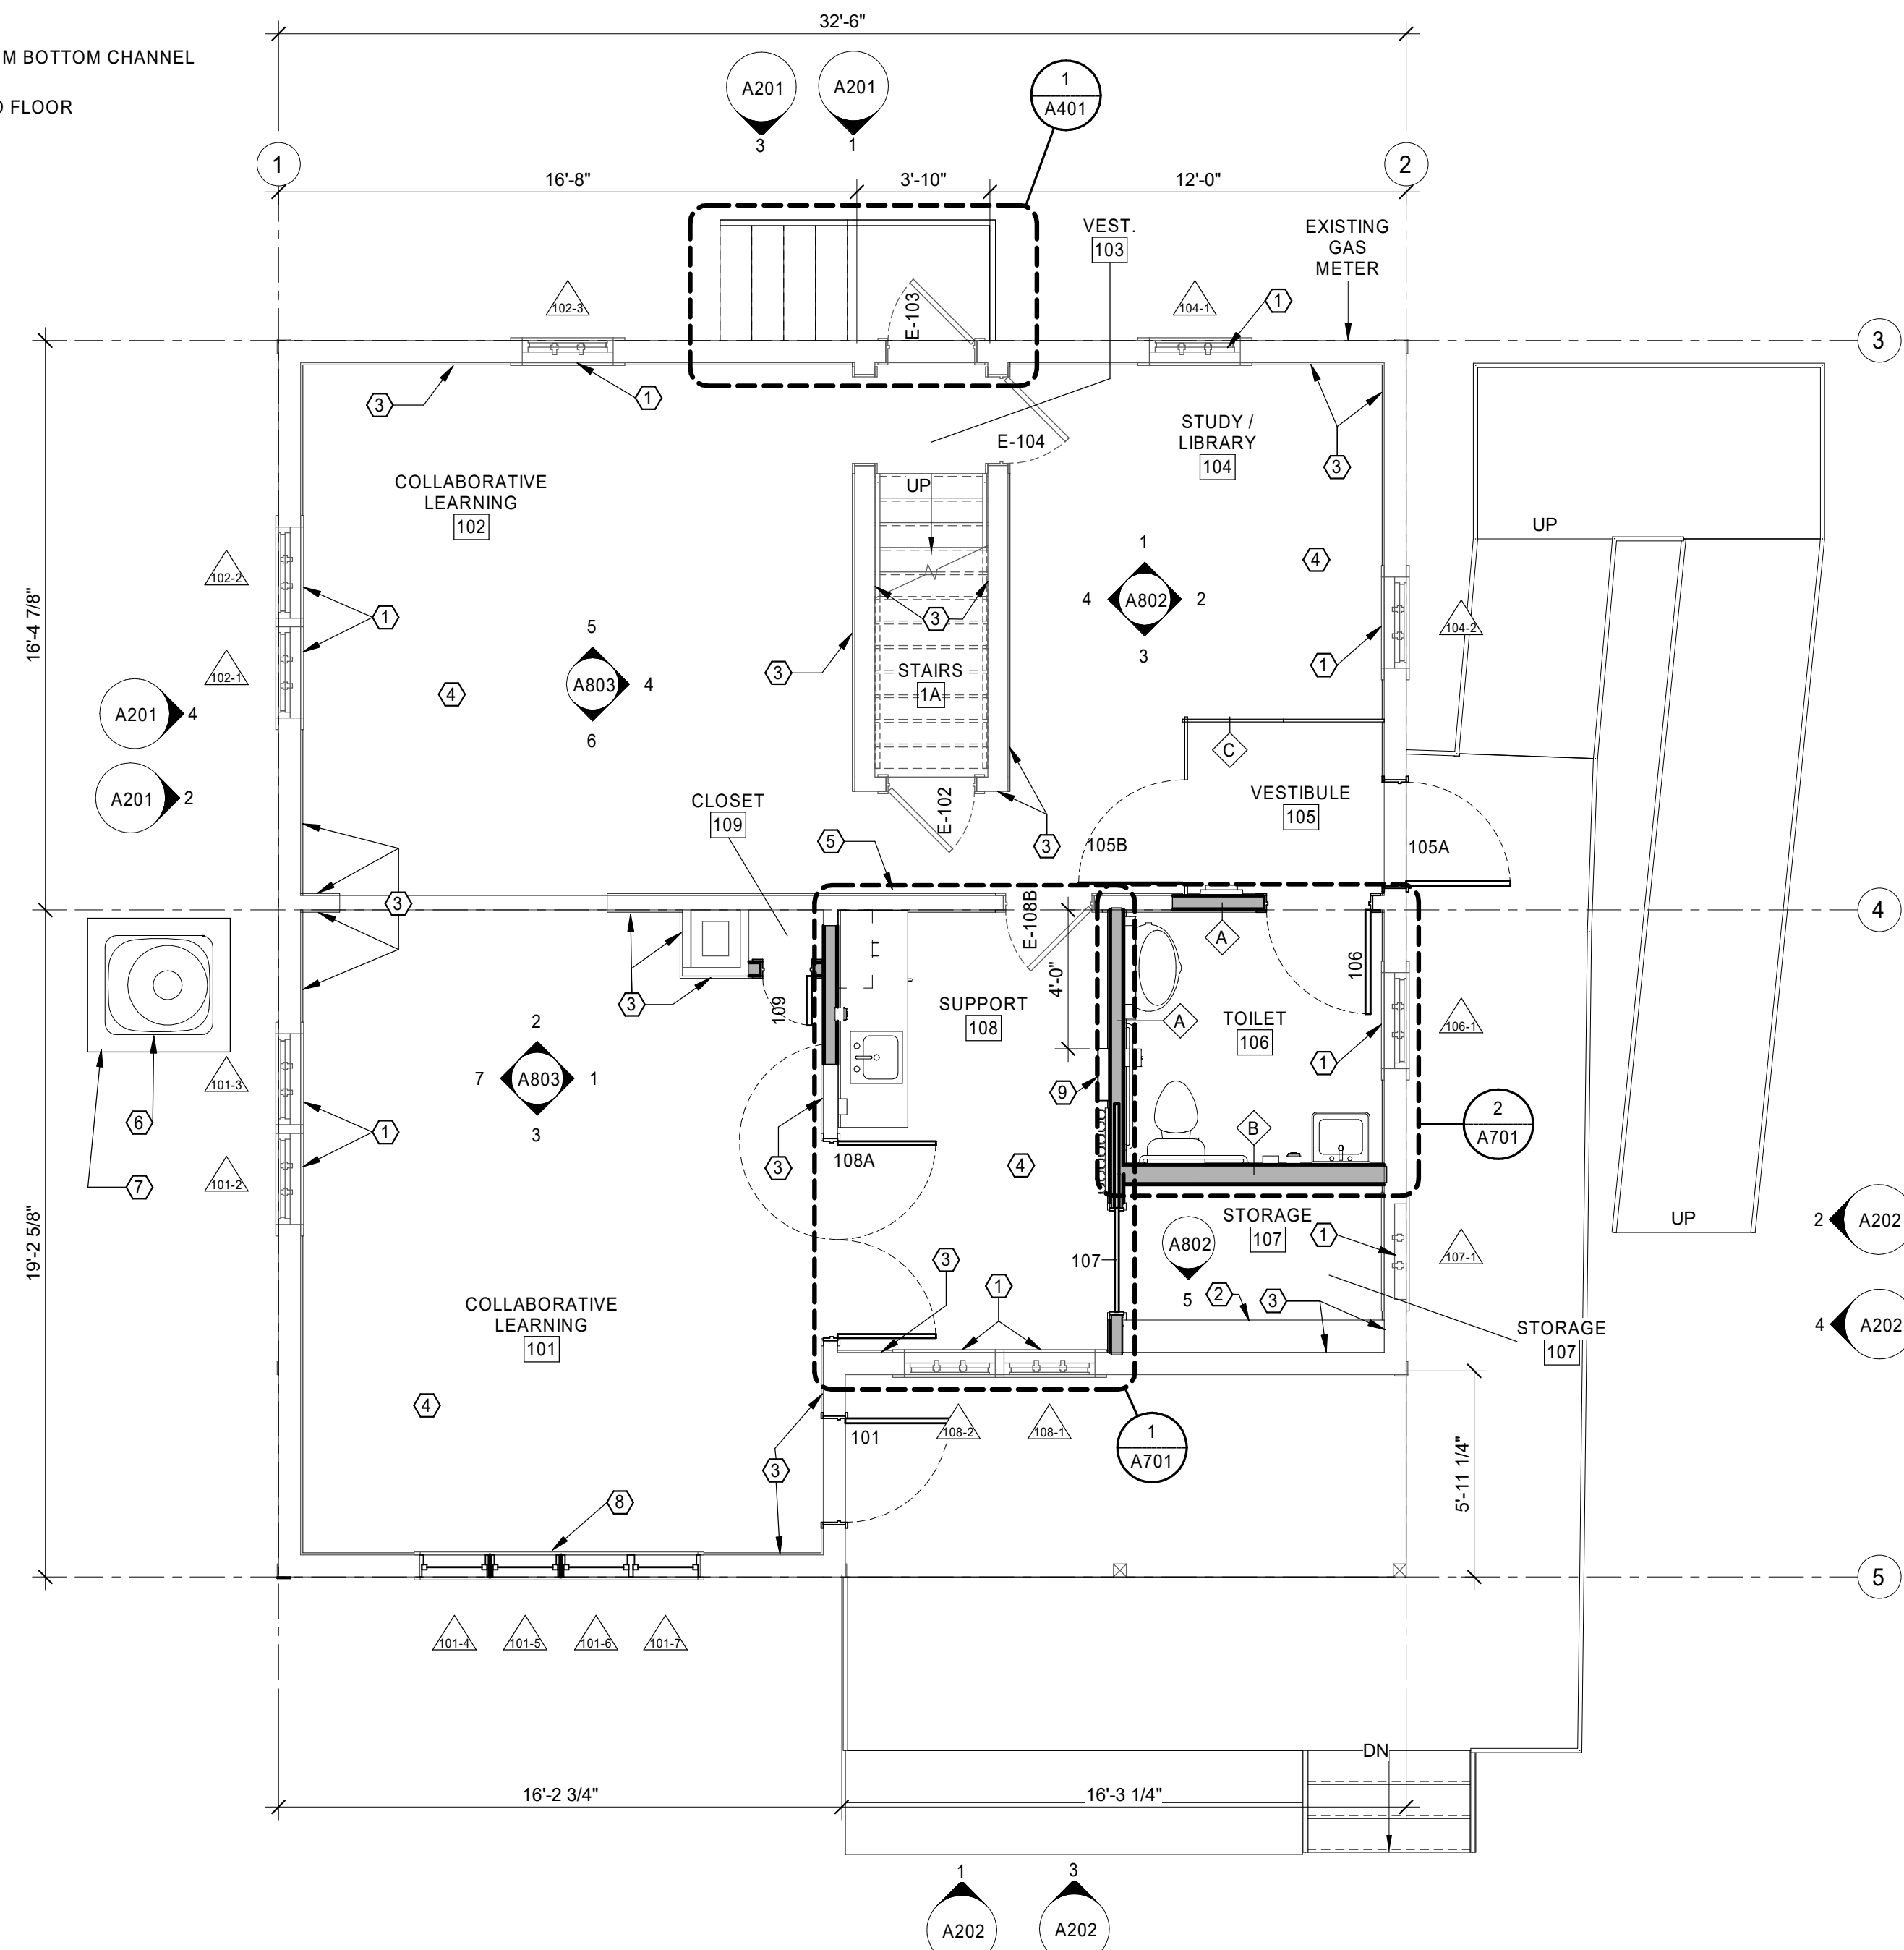 32'-6"
M BOTTOM CHANNEL
A201
A201
1
A401
O FLOOR
3
1
1
2
16'-8"
3'-10"
12'-0"
VEST.
103
EXISTING
GAS
METER
102-3
E-103
104-1
1
3
3
1
STUDY /
LIBRARY
104
E-104
3
COLLABORATIVE
LEARNING
102
UP
UP
1
4
102-2
4
A802
2
1
3
104-2
16'-4 7/8"
5
3
1
102-1
3
STAIRS
1A
A803
4
4
6
A201
4
C
A201
2
CLOSET
109
E-102
VESTIBULE
105
5
3
105B
105A
3
E-108B
4
A
3
109
4'-0"
SUPPORT
108
A
TOILET
106
106
106-1
2
7
A803
1
3
1
101-3
9
6
1
B
2
A701
3
108A
4
101-2
7
19'-2 5/8"
STORAGE
107
1
107-1
UP
2
A202
A802
5
107
3
1
2
3
COLLABORATIVE
LEARNING
101
STORAGE
107
4
A202
4
101
108-2
108-1
1
A701
3
8
5'-11 1/4"
5
101-4
101-5
101-6
101-7
DN
16'-2 3/4"
16'-3 1/4"
1
3
A202
A202